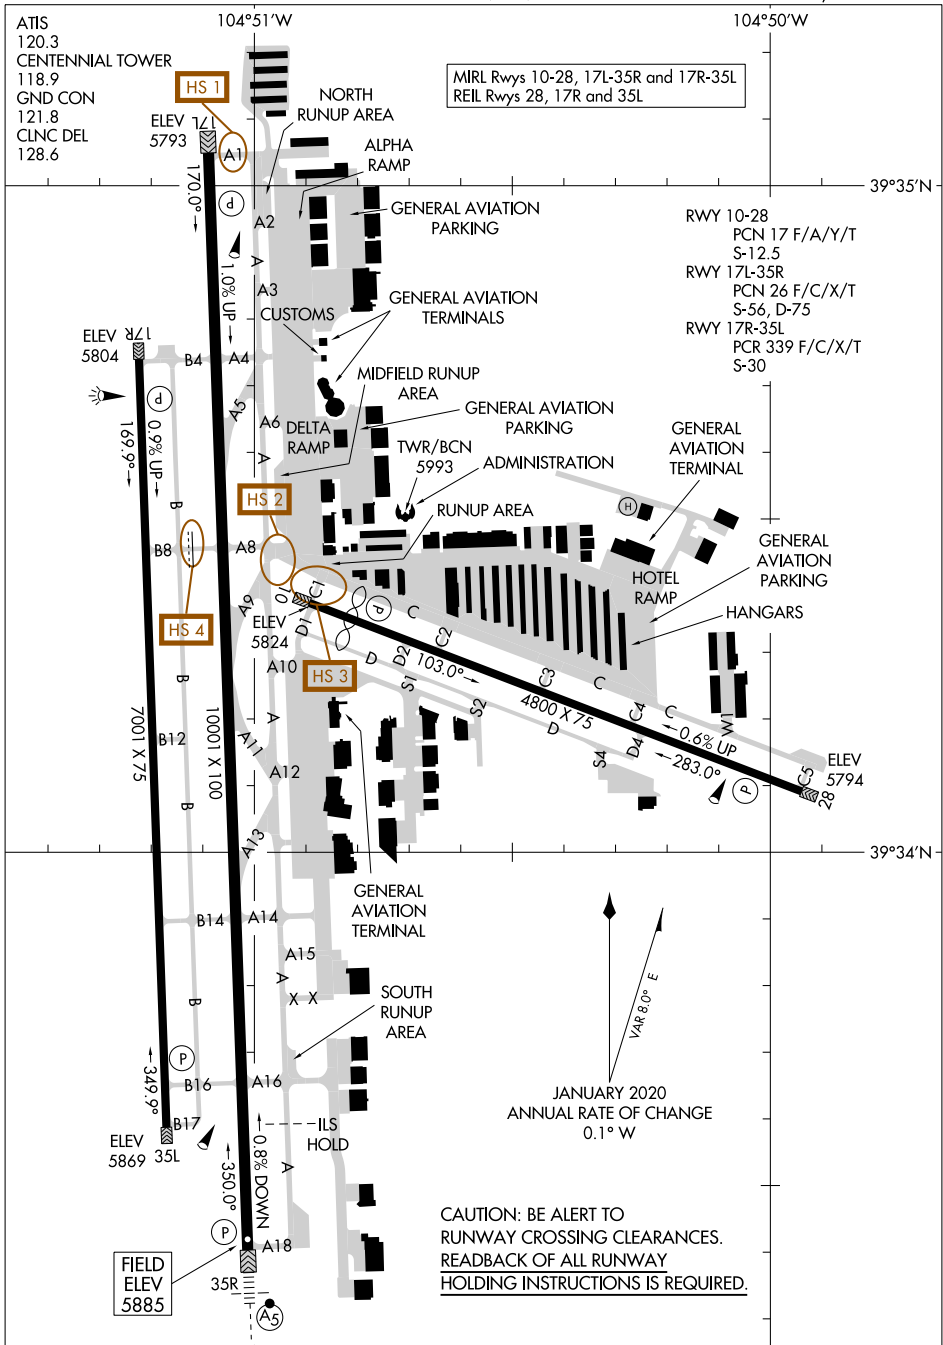 104°51'W
104°50'W
ATIS
120.3
CENTENNIAL TOWER
118.9
GND CON
121.8
CLNC DEL
128.6
HS 1
MIRL Rwys 10-28, 17L-35R and 17R-35L
REIL Rwys 28, 17R and 35L
NORTH
RUNUP AREA
ELEV
5793
17L
A1
ALPHA
RAMP
39°35'N
170.0°
P
GENERAL AVIATION
PARKING
A2
A
RWY 10-28
PCN 17 F/A/Y/T
S-12.5
RWY 17L-35R
PCN 26 F/C/X/T
S-56, D-75
RWY 17R-35L
PCR 339 F/C/X/T
S-30
1.0% UP
A3
GENERAL AVIATION
TERMINALS
CUSTOMS
ELEV
5804
17R
B4
A4
MIDFIELD RUNUP
AREA
P
A5
A6
GENERAL AVIATION
PARKING
DELTA
RAMP
169.9°
0.9% UP
A
TWR/BCN
5993
ADMINISTRATION
GENERAL
AVIATION
TERMINAL
HS 2
B
H
RUNUP AREA
B8
A8
GENERAL
AVIATION
PARKING
HOTEL
RAMP
HANGARS
A9
10
C1
P
C
ELEV
5824
D1
HS 4
C2
D
D2
103.0°
A10
HS 3
S1
C3
C
B
A
4800 X 75
S2
D
C4
C
W1
7001 X 75
10001 X 100
B12
A11
0.6% UP
D4
S4
283.0°
A12
P
C5
ELEV
5794
28
B
A13
39°34'N
GENERAL
AVIATION
TERMINAL
B14
A14
A15
A
B
X X
SOUTH
RUNUP
AREA
VAR 8.0° E
P
349.9°
B16
A16
JANUARY 2020
ANNUAL RATE OF CHANGE
0.1° W
B17
ELEV
5869
35L
ILS
HOLD
350.0°
0.8% DOWN
A
P
A18
CAUTION: BE ALERT TO
RUNWAY CROSSING CLEARANCES.
READBACK OF ALL RUNWAY
HOLDING INSTRUCTIONS IS REQUIRED.
FIELD
ELEV
5885
35R
A5